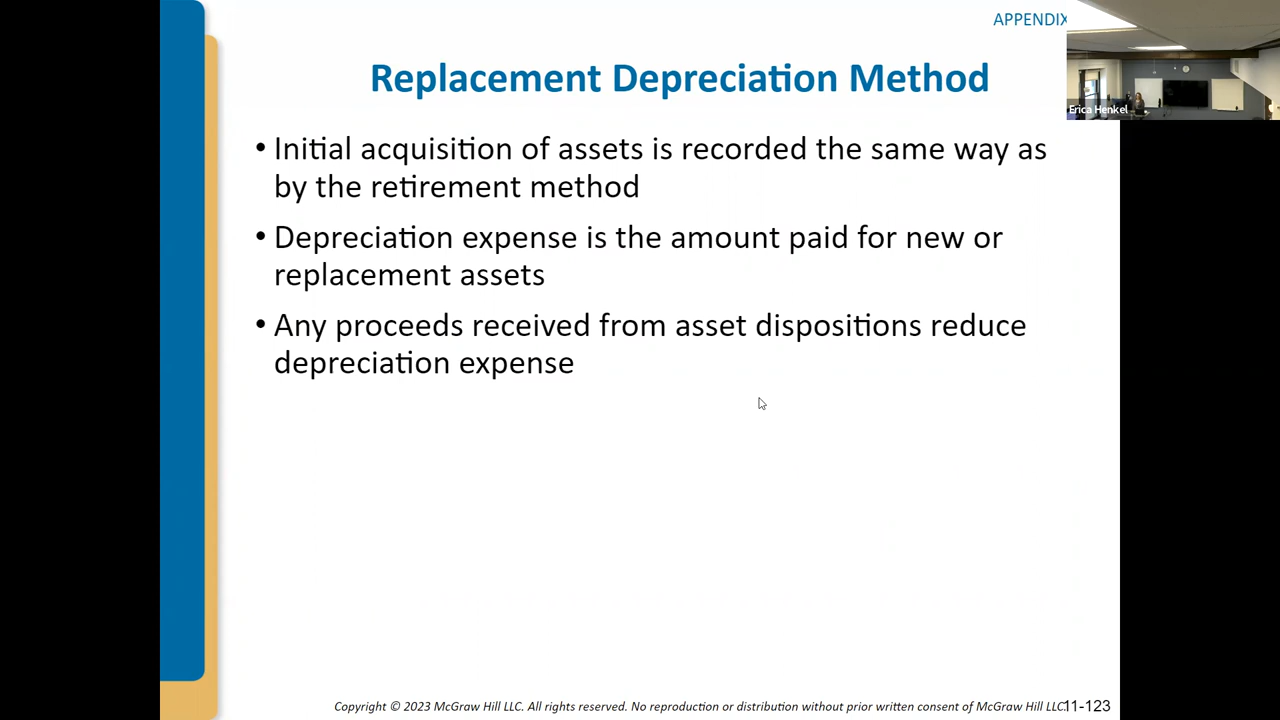 APPENDIX
Replacement Depreciation Method
Erica Henkel
• Initial acquisition of assets is recorded the same way as
by the retirement method
• Depreciation expense is the amount paid for new or
replacement assets
• Any proceeds received from asset dispositions reduce
depreciation expense
Copyright © 2023 McGraw Hill LLC. All rights reserved. No reproduction or distribution without prior written consent of McGraw Hill LLC
11-123